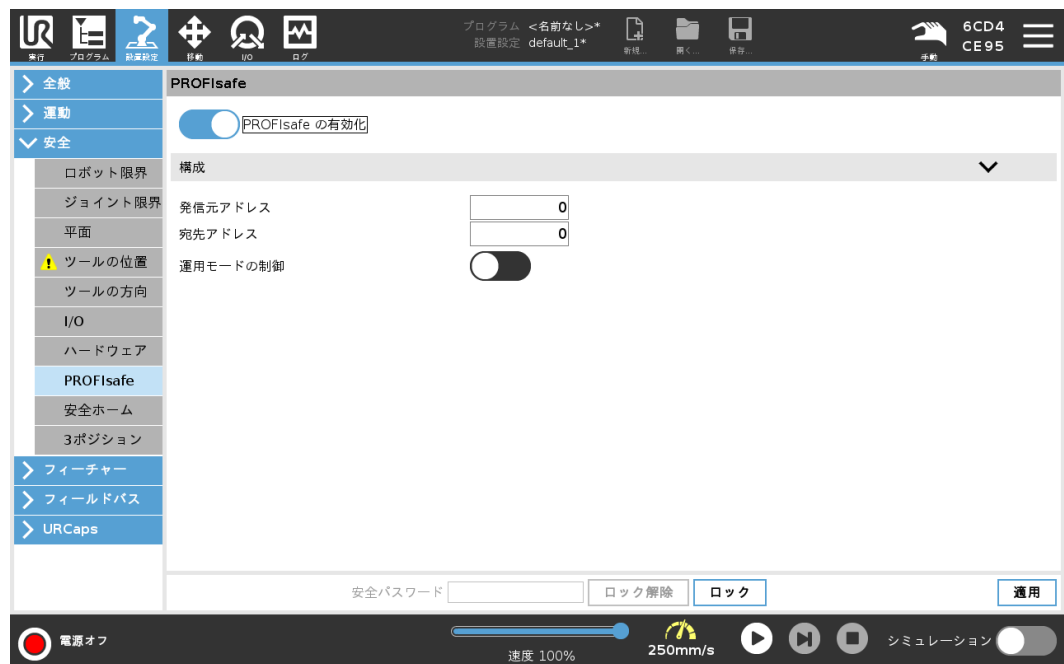 UR
実行
プログラム
設置設定
移動
I/O
ログ
プログラム <名前なし>*
設置設定 default_1*
新規...
開く...
保存...
手動
6CD4
CE95
全般
運動
安全
ロボット限界
ジョイント限界
平面
ツールの位置
ツールの方向
I/O
ハードウェア
PROFIsafe
安全ホーム
3ポジション
フィーチャー
フィールドバス
URCaps
PROFIsafe
PROFIsafe の有効化
構成
発信元アドレス 0
宛先アドレス 0
運用モードの制御
安全パスワード ロック解除 ロック 適用
電源オフ
速度 100%
250mm/s
シミュレーション